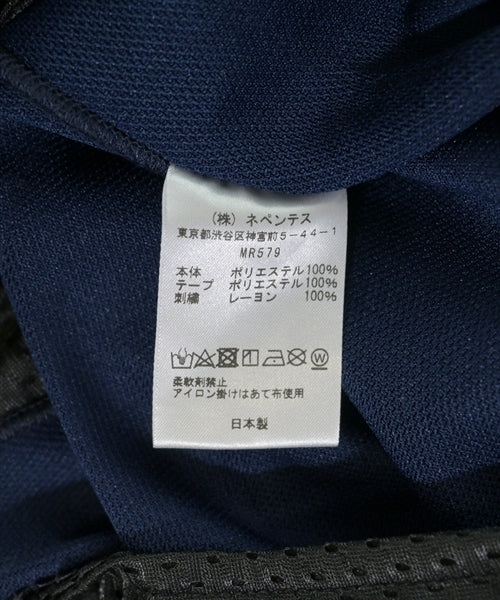 (株) ネペンテス
東京都渋谷区神宮前5-44-1
MR579
本体 ポリエステル100%
テープ ポリエステル100%
刺繍 レーヨン 100%
柔軟剤禁止
アイロン掛けはあて布使用
日本製